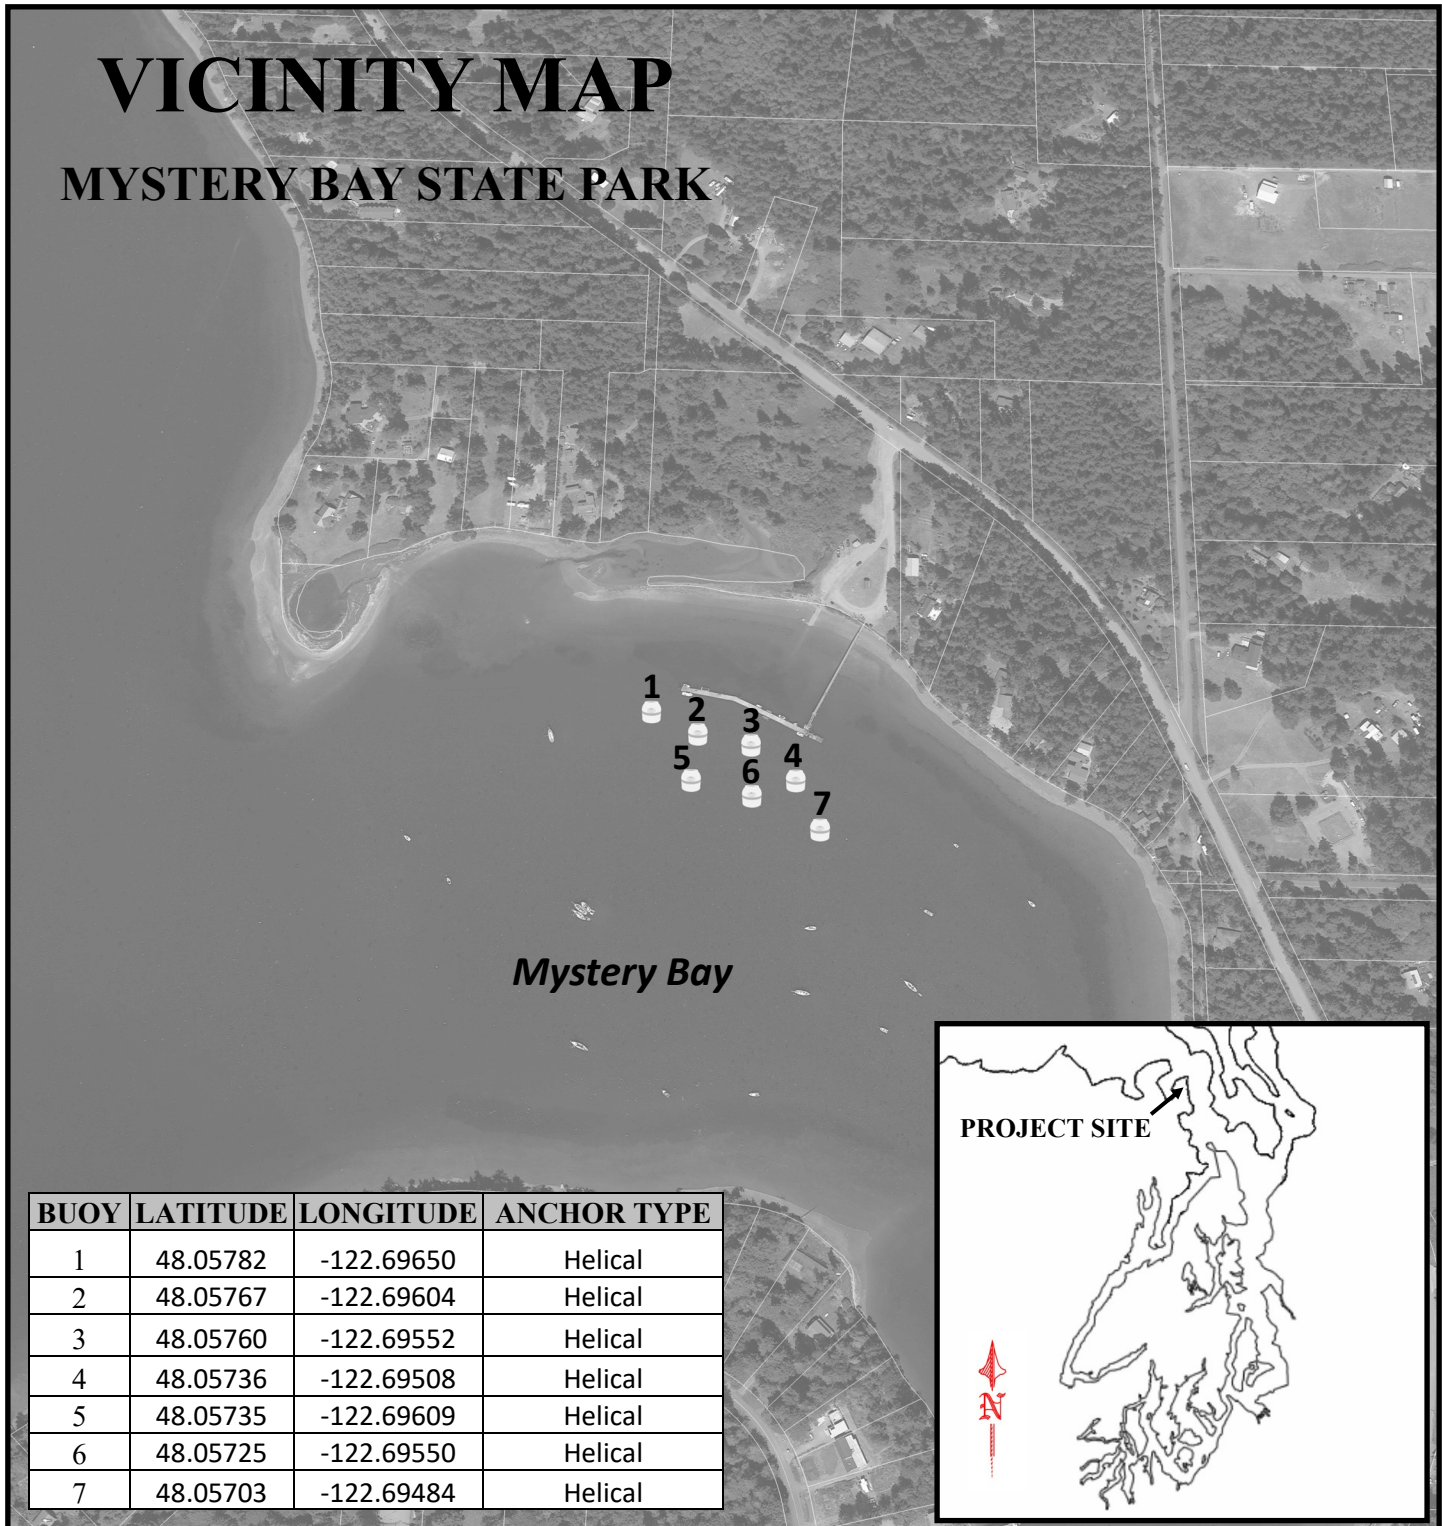 VICINITY MAP
MYSTERY BAY STATE PARK
1
2
3
4
5
6
7
Mystery Bay
PROJECT SITE
N
BUOY LATITUDE LONGITUDE ANCHOR TYPE
1 48.05782 -122.69650 Helical
2 48.05767 -122.69604 Helical
3 48.05760 -122.69552 Helical
4 48.05736 -122.69508 Helical
5 48.05735 -122.69609 Helical
6 48.05725 -122.69550 Helical
7 48.05703 -122.69484 Helical